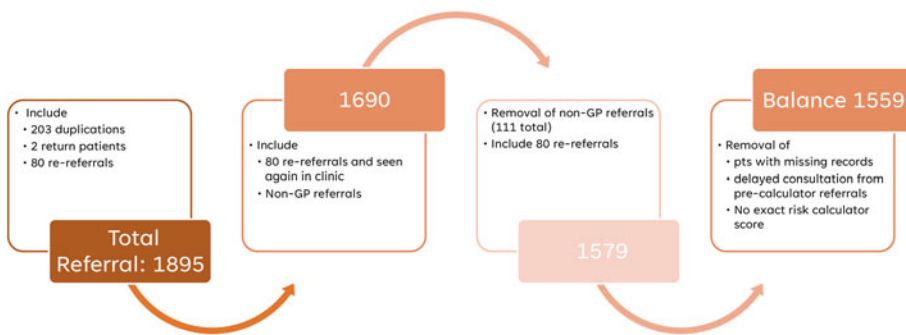 • Include
• 203 duplications
• 2 return patients
• 80 re-referrals
Total
Referral: 1895
1690
• Include
• 80 re-referrals and seen
again in clinic
• Non-GP referrals
• Removal of non-GP referrals
(111 total)
• Include 80 re-referrals
1579
Balance 1559
• Removal of
• pts with missing records
• delayed consultation from
pre-calculator referrals
• No exact risk calculator
score